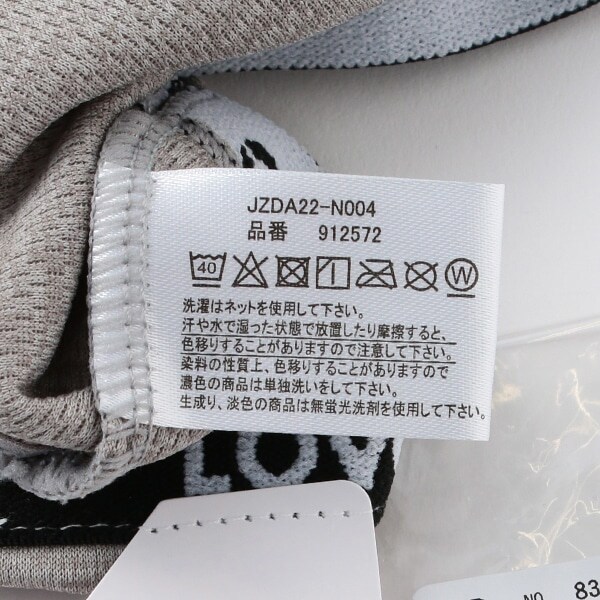 JZDA22-N004
品番 912572
40 W
洗濯はネットを使用して下さい。
汗や水で湿った状態で放置したり摩擦すると、
色移りすることがありますので注意して下さい。
染料の性質上、色移りすることがありますので
濃色の商品は単独洗いをして下さい。
生成り、淡色の商品は無蛍光洗剤を使用して下さい。
LOV
NO. 83